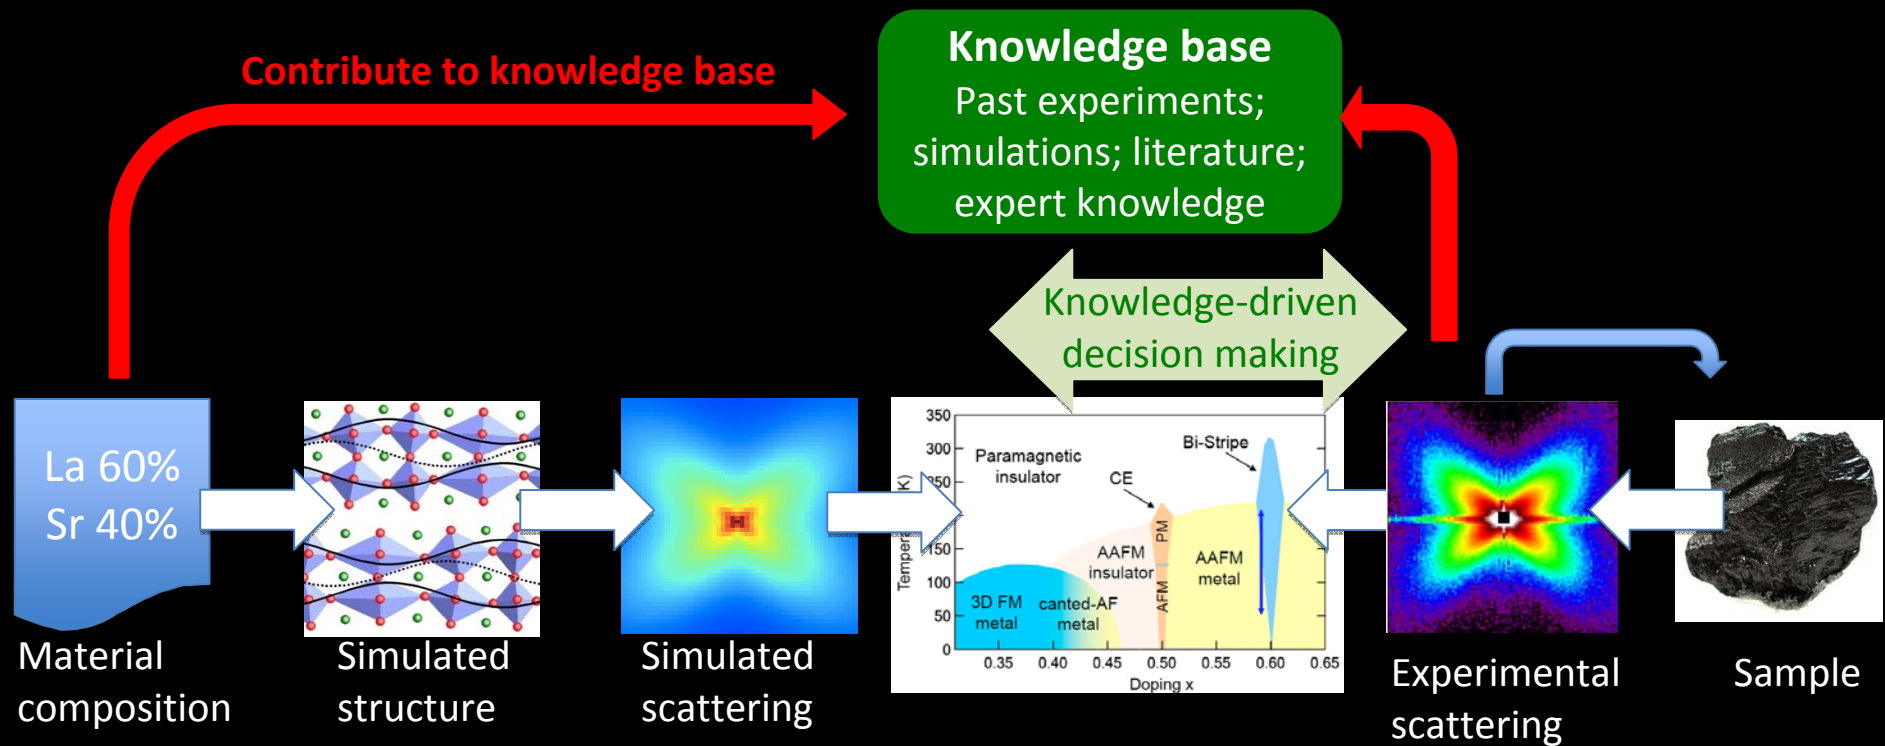 Contribute to knowledge base
Knowledge base
Past experiments;
simulations; literature;
expert knowledge
Knowledge-driven
decision making
La 60%
Sr 40%
Material
composition
Simulated
structure
Simulated
scattering
350
300
250
150
100
50
0
K)
Paramagnetic
insulator
CE
Bi-Stripe
PM
AFM
AAFM
insulator
AAFM
metal
3D FM
metal
canted-AF
metal
0.35
0.40
0.45
0.50
0.55
0.60
0.65
Doping x
Experimental
scattering
Sample